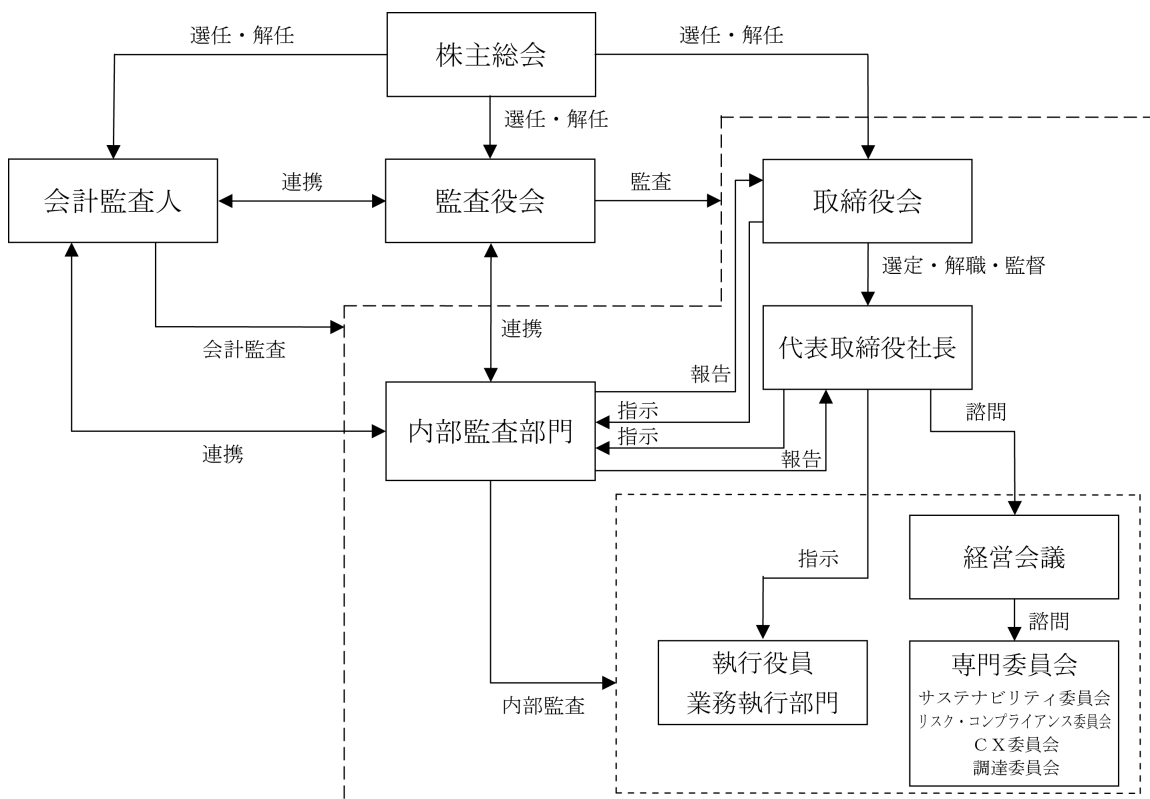 選任・解任
株主総会
選任・解任
選任・解任
会計監査人
連携
監査役会
監査
取締役会
選定・解職・監督
会計監査
連携
代表取締役社長
報告
指示
指示
報告
内部監査部門
連携
諮問
経営会議
指示
諮問
執行役員
業務執行部門
専門委員会
サステナビリティ委員会
リスク・コンプライアンス委員会
ＣＸ委員会
調達委員会
内部監査